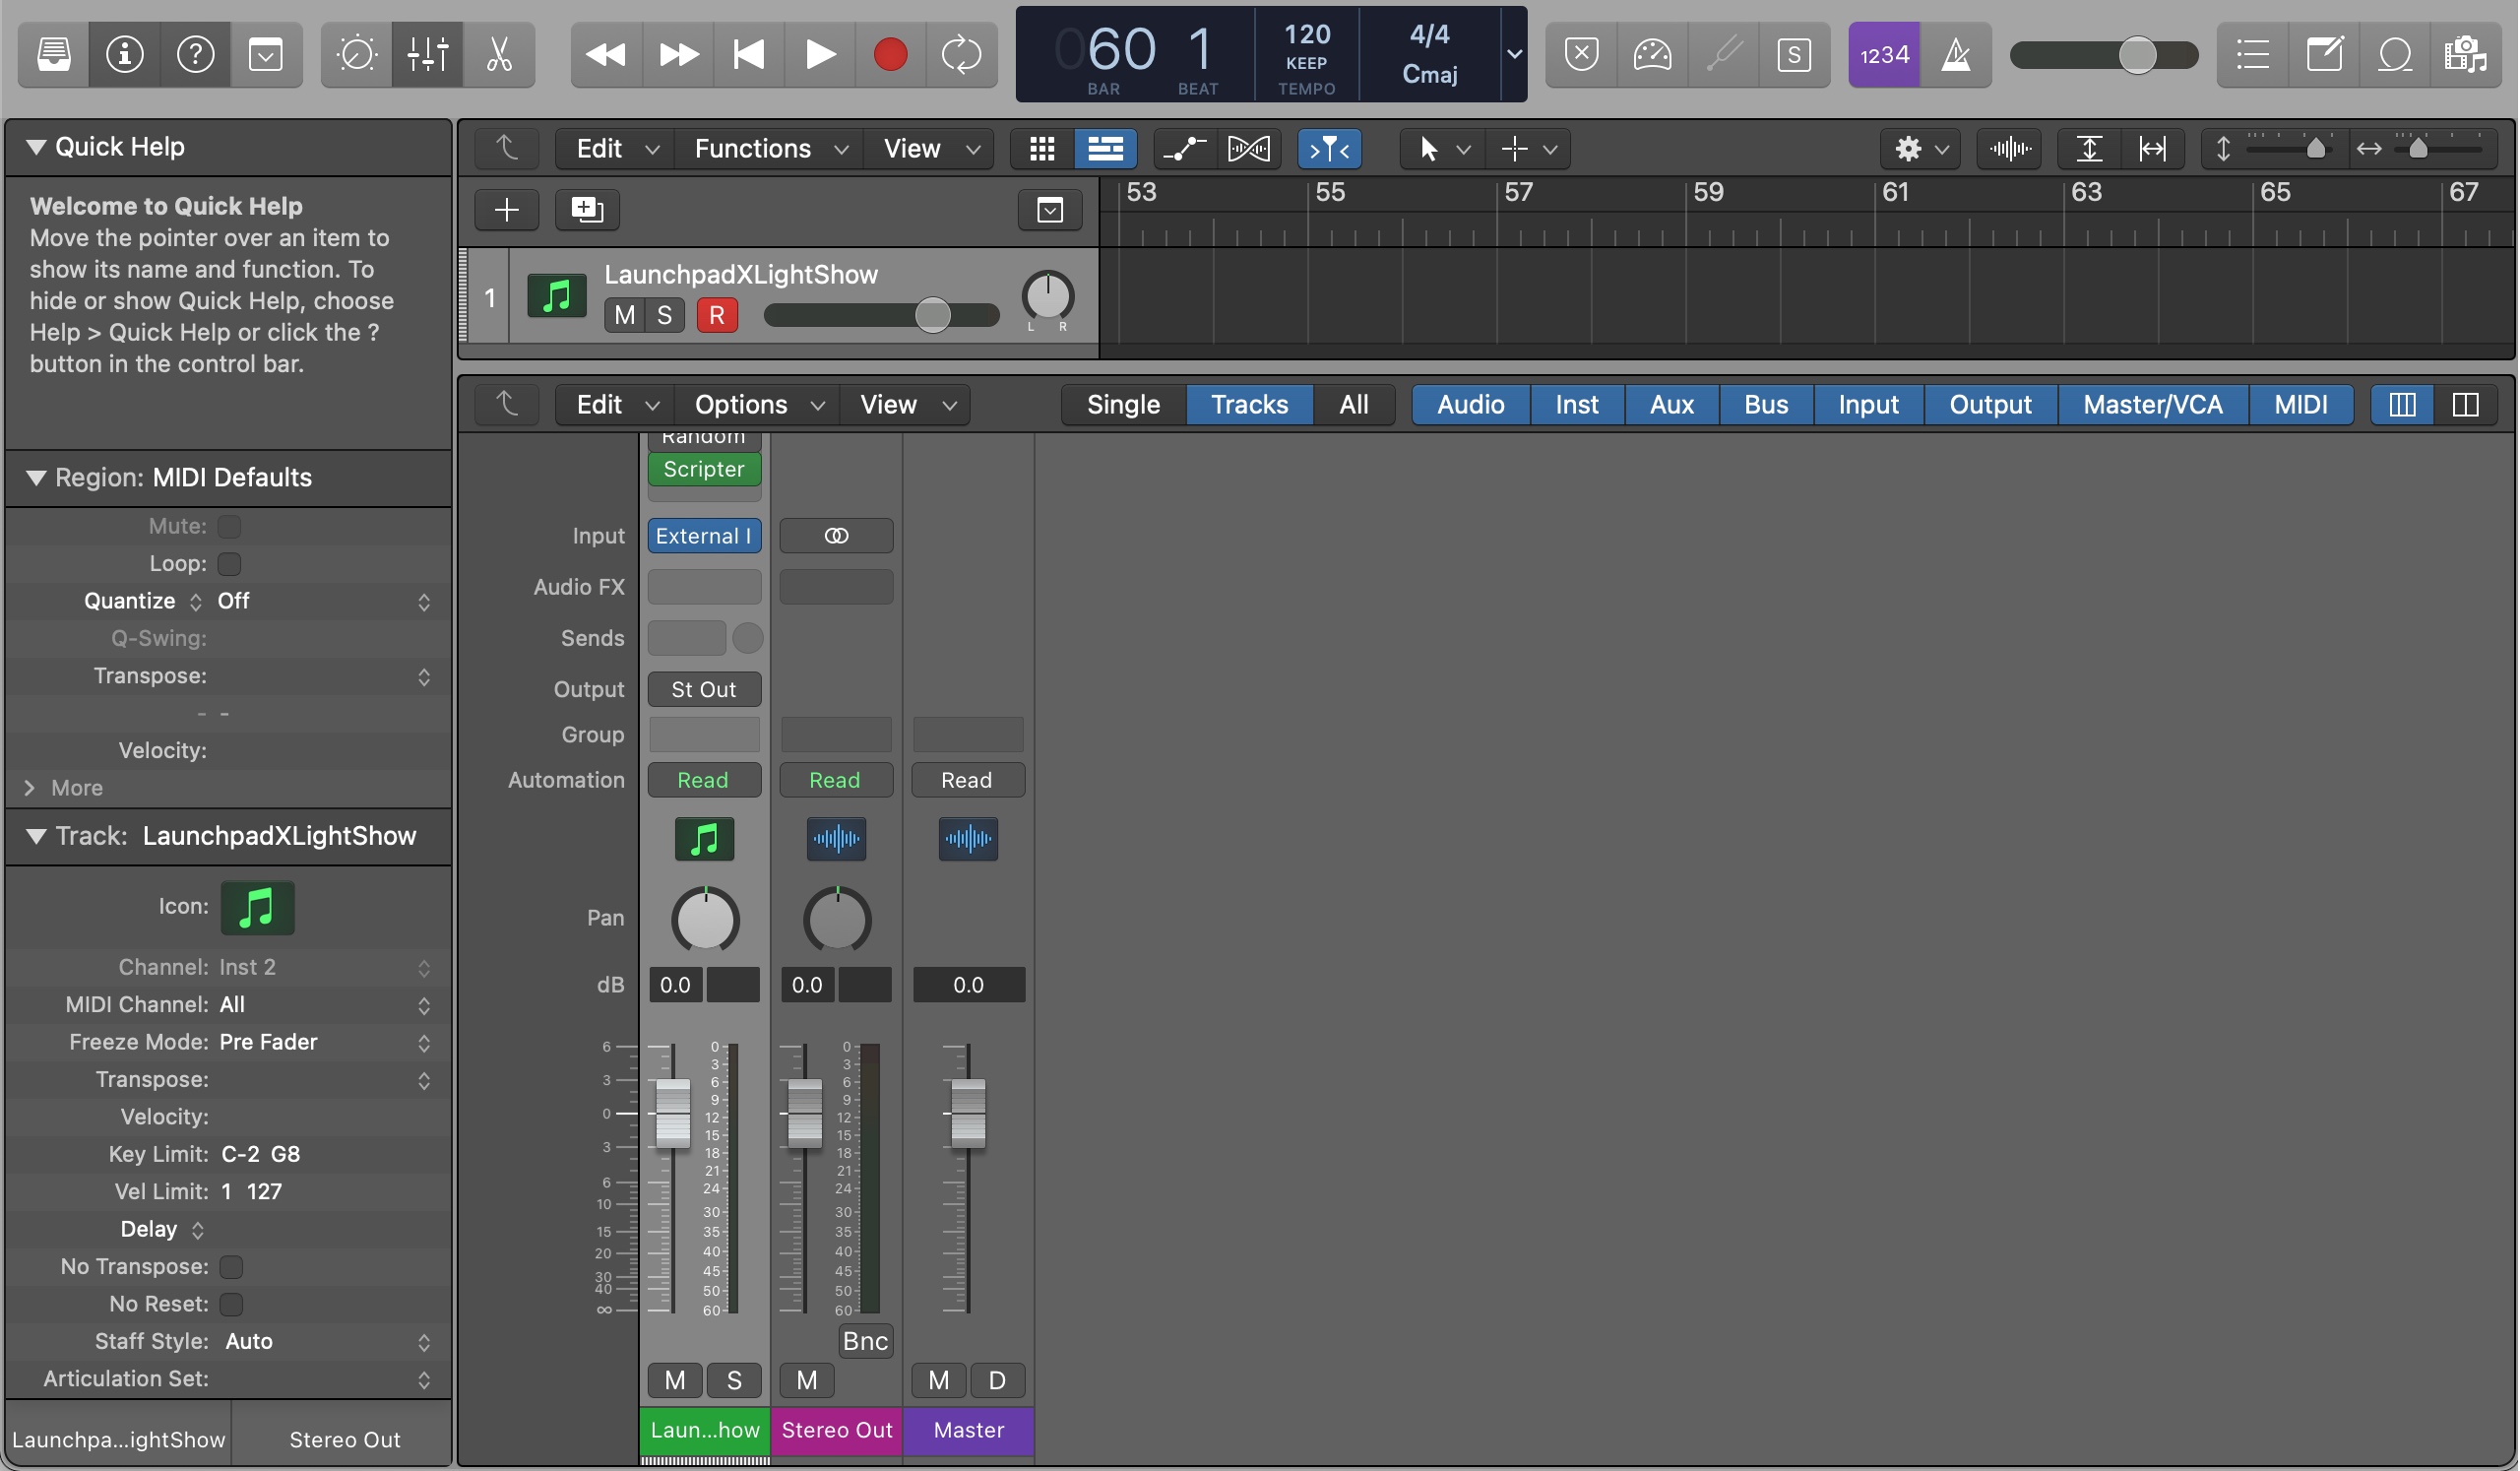 060 1
BAR BEAT
120
KEEP
TEMPO
4/4
Cmaj
S
1234
Quick Help
Welcome to Quick Help
Move the pointer over an item to
show its name and function. To
hide or show Quick Help, choose
Help > Quick Help or click the ?
button in the control bar.
Region: MIDI Defaults
Mute:
Loop:
Quantize Off
Q-Swing:
Transpose:
- -
Velocity:
More
Track: LaunchpadXLightShow
Icon:
Channel: Inst 2
MIDI Channel: All
Freeze Mode: Pre Fader
Transpose:
Velocity:
Key Limit: C-2 G8
Vel Limit: 1 127
Delay
No Transpose:
No Reset:
Staff Style: Auto
Articulation Set:
Launchpa...ightShow Stereo Out
Edit Functions View
53 55 57 59 61 63 65 67
1 LaunchpadXLightShow
M S R
L R
Edit Options View Single Tracks All Audio Inst Aux Bus Input Output Master/VCA MIDI
Random
Scripter
Input External I
Audio FX
Sends
Output St Out
Group
Automation Read Read Read
Pan
dB 0.0 0.0 0.0
6 0 0
3 3
3 6 6
9 9
0 12 12
15 15
3 18 18
21 21
6 24 24
10 30 30
15 35 35
20 40 40
30 45 45
40 50 50
∞ 60 60
Bnc
M S M M D
Laun...how Stereo Out Master